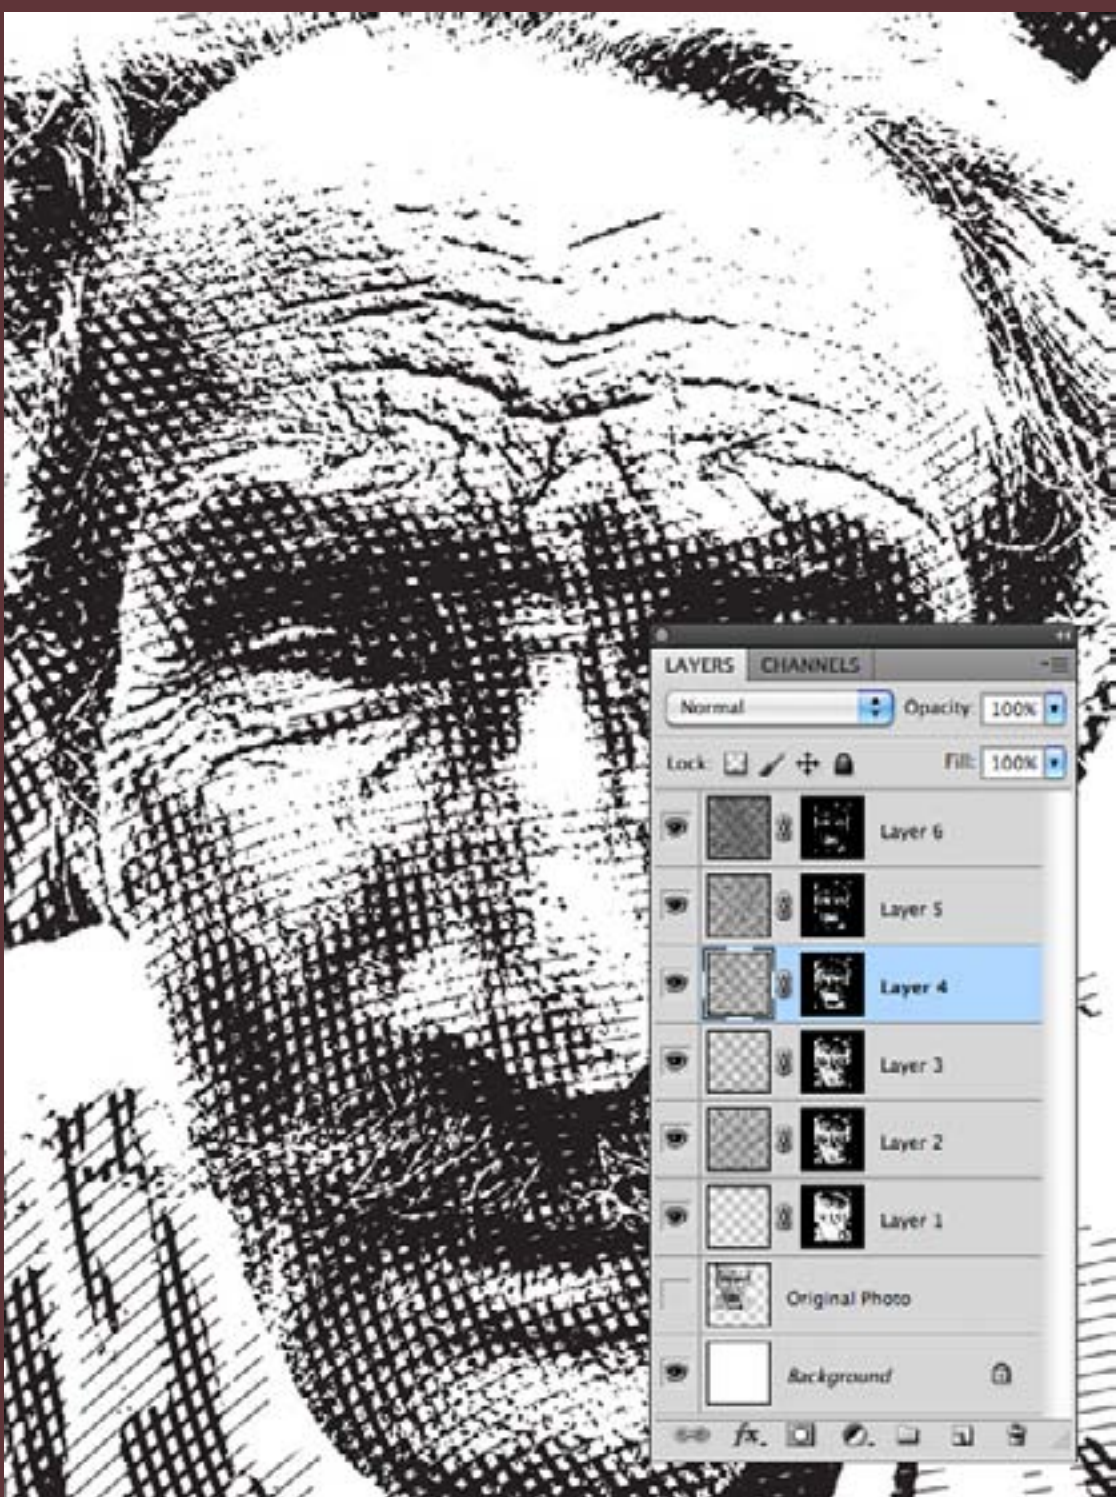 LAYERS CHANNELS
Normal Opacity: 100%
Lock: Fill: 100%
Layer 6
Layer 5
Layer 4
Layer 3
Layer 2
Layer 1
Original Photo
Background
fx.